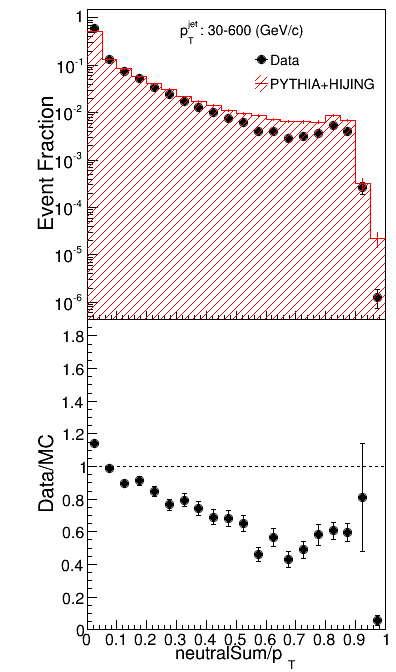 p_T^jet : 30-600 (GeV/c)
Data
PYTHIA+HIJING
Event Fraction
1
10^-1
10^-2
10^-3
10^-4
10^-5
10^-6
Data/MC
1.8
1.6
1.4
1.2
1
0.8
0.6
0.4
0.2
0
0 0.1 0.2 0.3 0.4 0.5 0.6 0.7 0.8 0.9 1
neutralSum/p_T